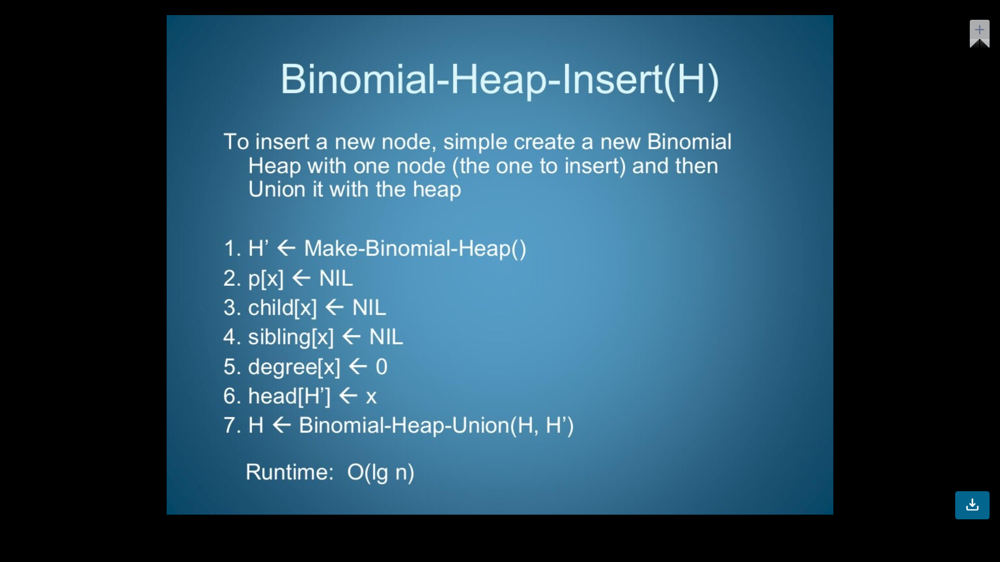 Binomial-Heap-Insert(H)
To insert a new node, simple create a new Binomial
Heap with one node (the one to insert) and then
Union it with the heap
1. H’ ← Make-Binomial-Heap()
2. p[x] ← NIL
3. child[x] ← NIL
4. sibling[x] ← NIL
5. degree[x] ← 0
6. head[H’] ← x
7. H ← Binomial-Heap-Union(H, H’)
Runtime: O(lg n)